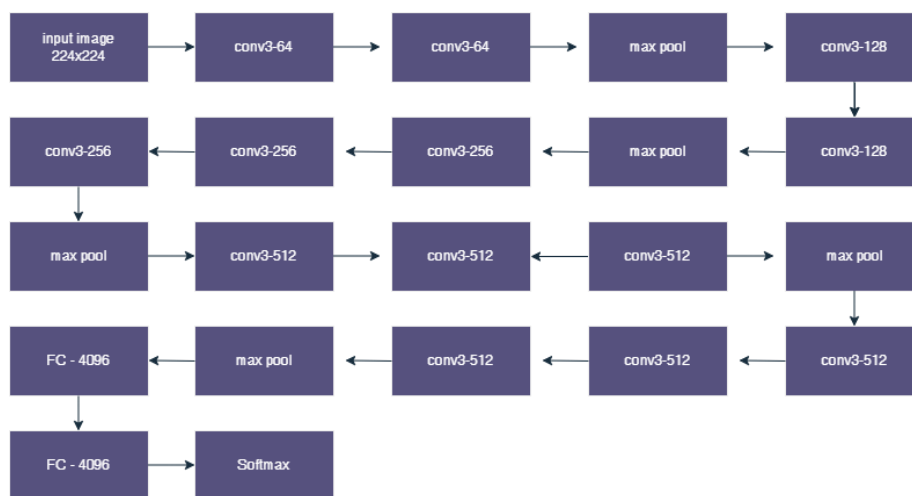 input image
224x224
conv3-64
conv3-64
max pool
conv3-128
conv3-128
max pool
conv3-256
conv3-256
conv3-256
max pool
conv3-512
conv3-512
conv3-512
max pool
conv3-512
conv3-512
conv3-512
max pool
FC - 4096
FC - 4096
Softmax